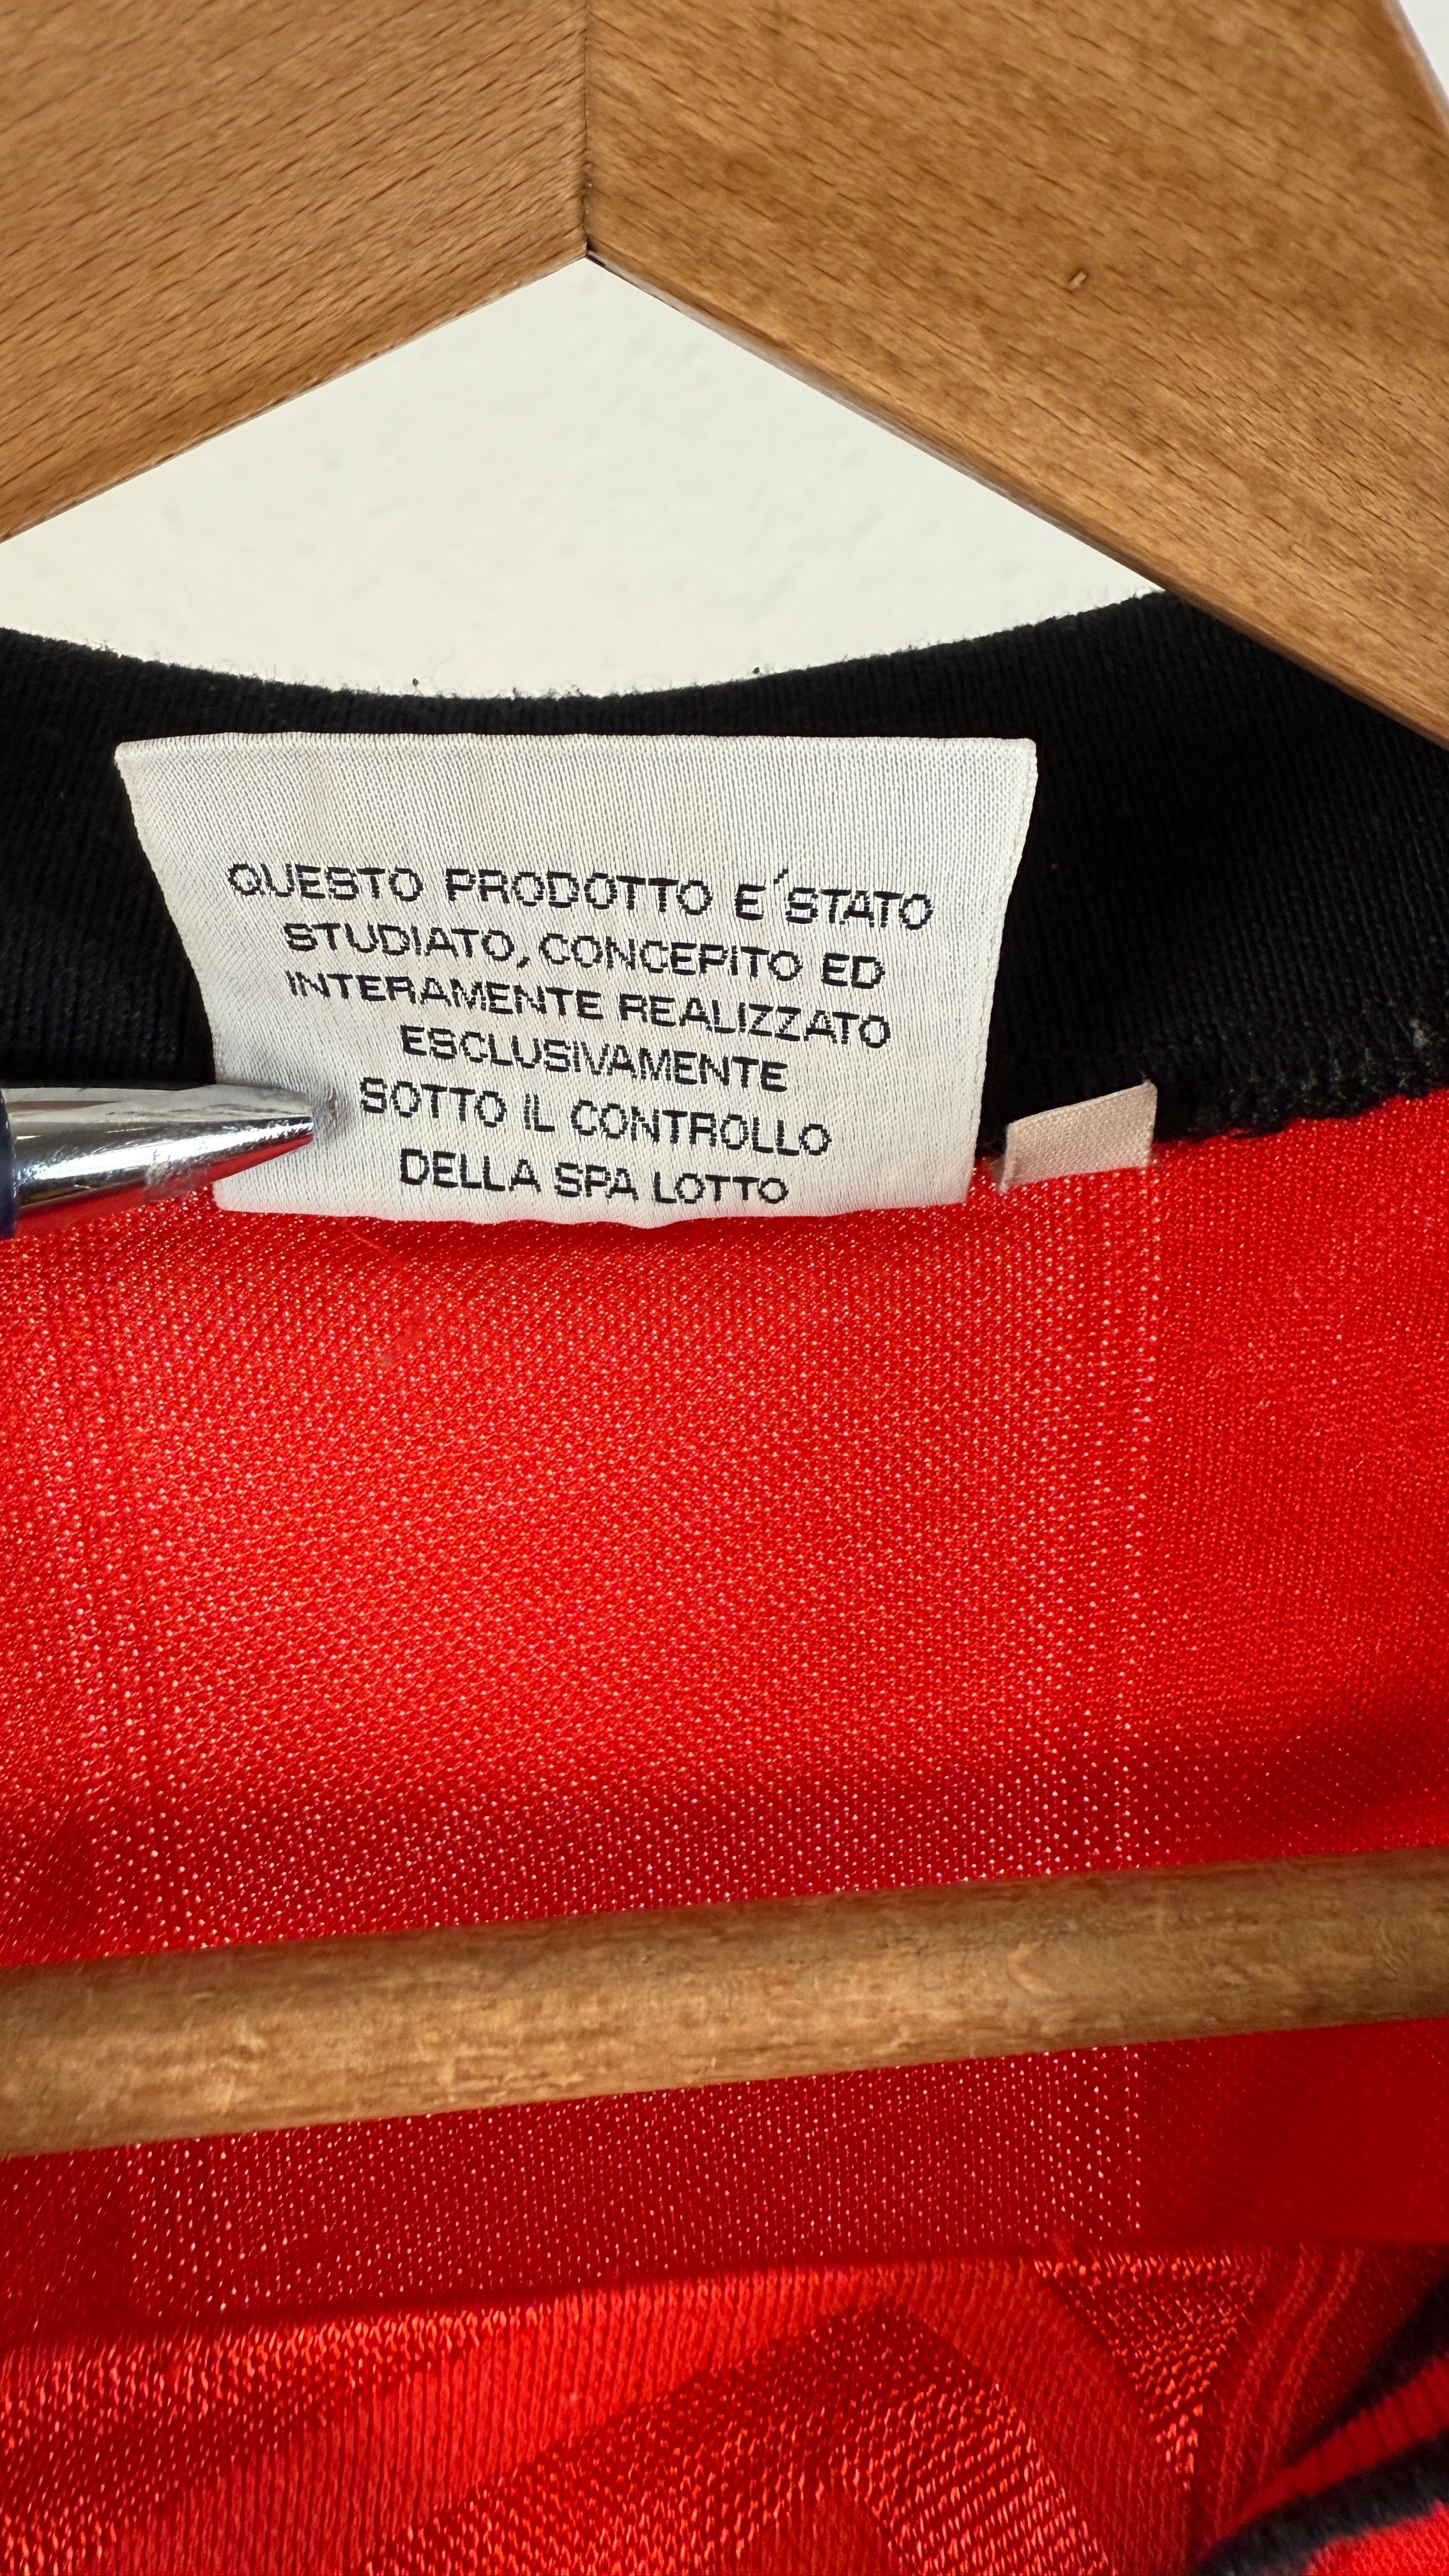 QUESTO PRODOTTO E´STATO
STUDIATO, CONCEPITO ED
INTERAMENTE REALIZZATO
ESCLUSIVAMENTE
SOTTO IL CONTROLLO
DELLA SPA LOTTO